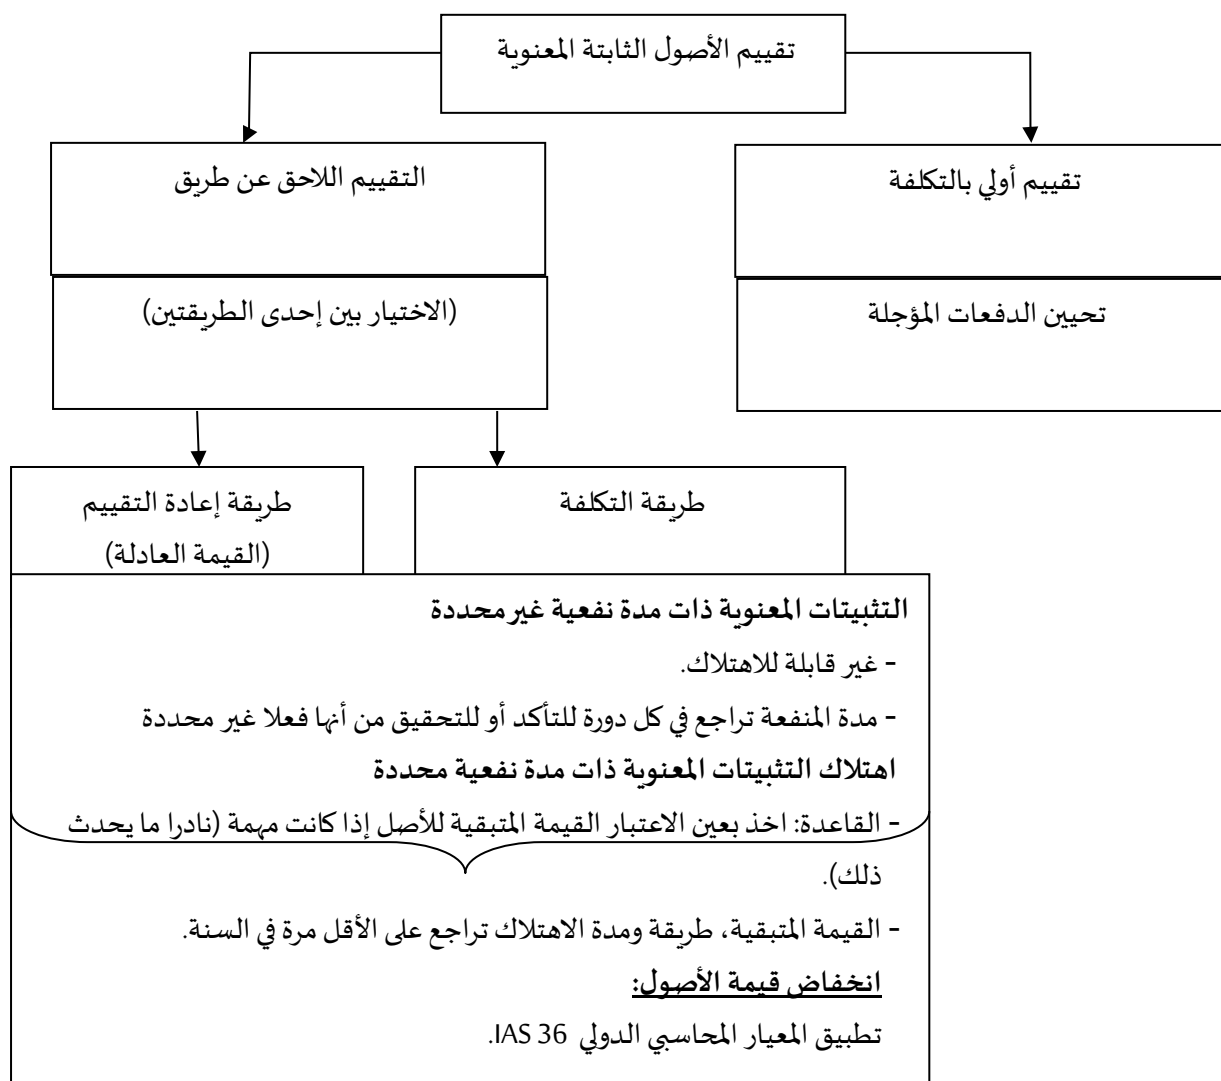 تقييم الأصول الثابتة المعنوية
تقييم أولي بالتكلفة
تحيين الدفعات المؤجلة
التقييم اللاحق عن طريق
(الاختيار بين إحدى الطريقتين)
طريقة التكلفة
طريقة إعادة التقييم
(القيمة العادلة)
التثبيتات المعنوية ذات مدة نفعية غير محددة
- غير قابلة للاهتلاك.
- مدة المنفعة تراجع في كل دورة للتأكد أو للتحقيق من أنها فعلا غير محددة
اهتلاك التثبيتات المعنوية ذات مدة نفعية محددة
- القاعدة: اخذ بعين الاعتبار القيمة المتبقية للأصل إذا كانت مهمة (نادرا ما يحدث
ذلك).
- القيمة المتبقية، طريقة ومدة الاهتلاك تراجع على الأقل مرة في السنة.
انخفاض قيمة الأصول:
تطبيق المعيار المحاسبي الدولي IAS 36.